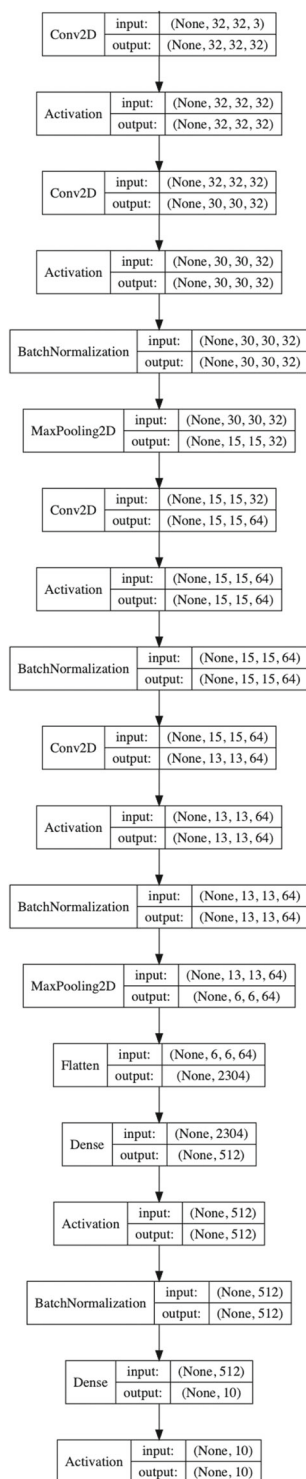 Conv2D input: (None, 32, 32, 3)
output: (None, 32, 32, 32)
Activation input: (None, 32, 32, 32)
output: (None, 32, 32, 32)
Conv2D input: (None, 32, 32, 32)
output: (None, 30, 30, 32)
Activation input: (None, 30, 30, 32)
output: (None, 30, 30, 32)
BatchNormalization input: (None, 30, 30, 32)
output: (None, 30, 30, 32)
MaxPooling2D input: (None, 30, 30, 32)
output: (None, 15, 15, 32)
Conv2D input: (None, 15, 15, 32)
output: (None, 15, 15, 64)
Activation input: (None, 15, 15, 64)
output: (None, 15, 15, 64)
BatchNormalization input: (None, 15, 15, 64)
output: (None, 15, 15, 64)
Conv2D input: (None, 15, 15, 64)
output: (None, 13, 13, 64)
Activation input: (None, 13, 13, 64)
output: (None, 13, 13, 64)
BatchNormalization input: (None, 13, 13, 64)
output: (None, 13, 13, 64)
MaxPooling2D input: (None, 13, 13, 64)
output: (None, 6, 6, 64)
Flatten input: (None, 6, 6, 64)
output: (None, 2304)
Dense input: (None, 2304)
output: (None, 512)
Activation input: (None, 512)
output: (None, 512)
BatchNormalization input: (None, 512)
output: (None, 512)
Dense input: (None, 512)
output: (None, 10)
Activation input: (None, 10)
output: (None, 10)